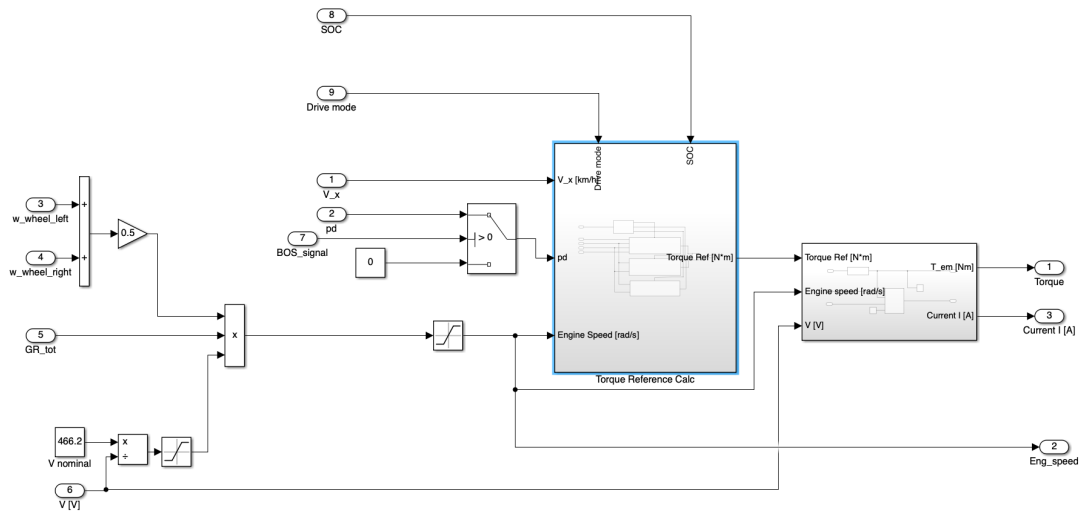 8
SOC
9
Drive mode
Drive mode
SOC
1
V_x
V_x [km/h]
2
pd
7
BOS_signal
> 0
0
pd
3
w_wheel_left
+
0.5
4
w_wheel_right
+
Torque Ref [N*m]
Torque Ref [N*m]
T_em [Nm]
1
Torque
Engine speed [rad/s]
Current I [A]
3
Current I [A]
V [V]
5
GR_tot
x
Engine Speed [rad/s]
Torque Reference Calc
466.2
V nominal
x
÷
2
Eng_speed
6
V [V]